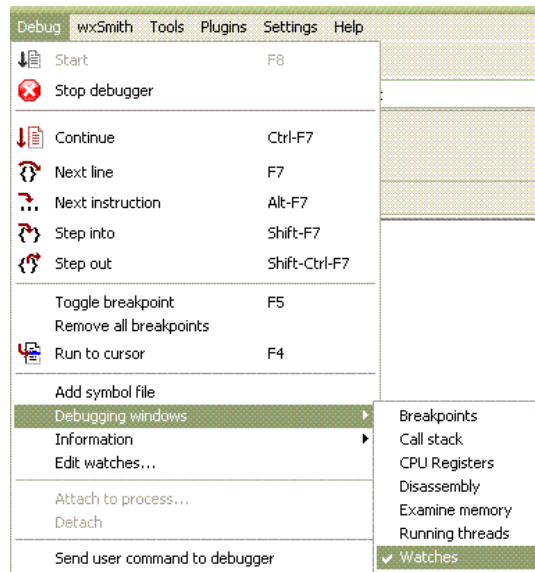 Debug wxSmith Tools Plugins Settings Help
Start F8
Stop debugger
Continue Ctrl-F7
Next line F7
Next instruction Alt-F7
Step into Shift-F7
Step out Shift-Ctrl-F7
Toggle breakpoint F5
Remove all breakpoints
Run to cursor F4
Add symbol file
Debugging windows
Information
Edit watches...
Attach to process...
Detach
Send user command to debugger
Breakpoints
Call stack
CPU Registers
Disassembly
Examine memory
Running threads
Watches